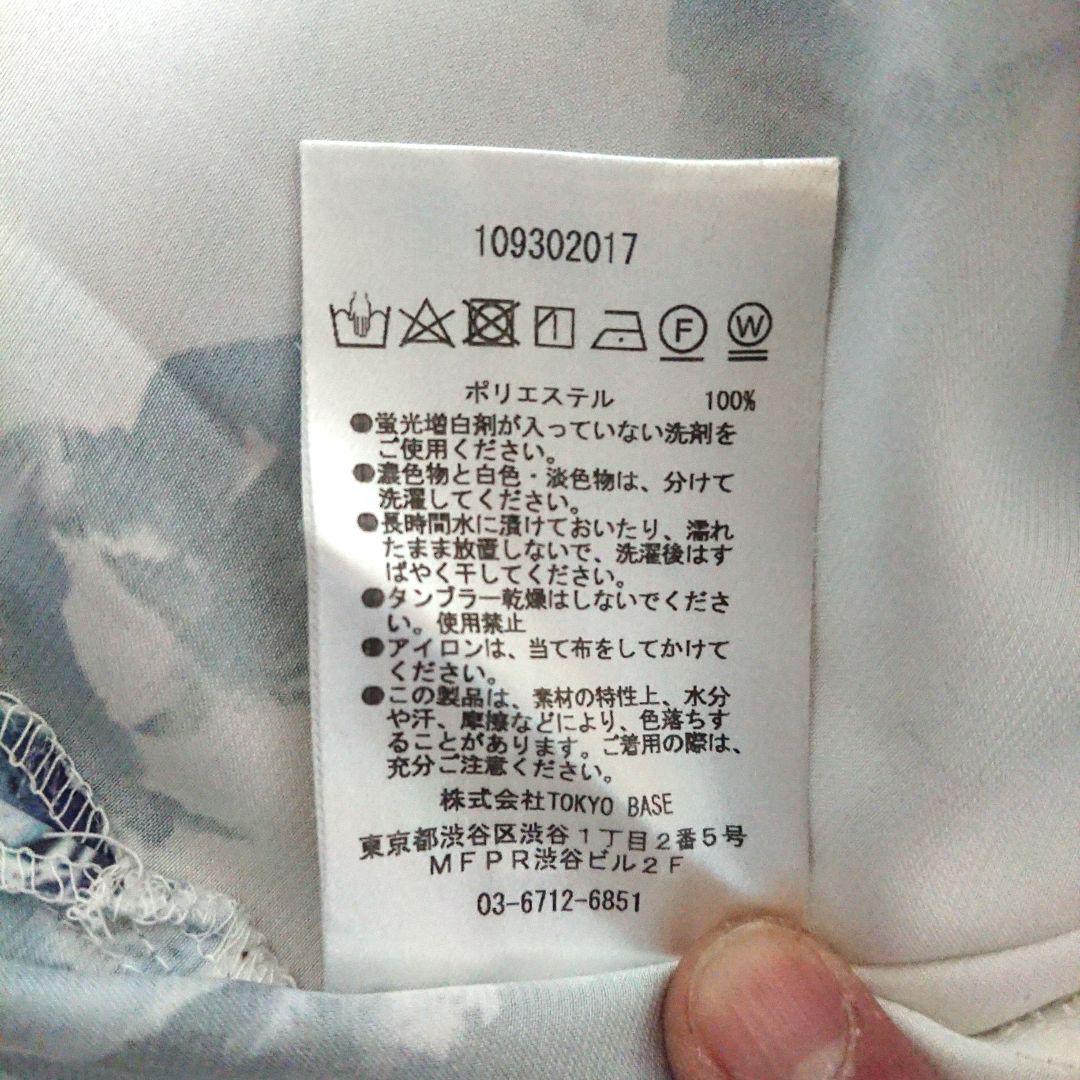 109302017
F W
ポリエステル 100%
●蛍光増白剤が入っていない洗剤を
ご使用ください。
●濃色物と白色・淡色物は、分けて
洗濯してください。
●長時間水に漬けておいたり、濡れ
たまま放置しないで、洗濯後はす
ばやく干してください。
●タンブラー乾燥はしないでくださ
い。使用禁止
●アイロンは、当て布をしてかけて
ください。
●この製品は、素材の特性上、水分
や汗、摩擦などにより、色落ちす
ることがあります。ご着用の際は、
充分ご注意ください。
株式会社TOKYO BASE
東京都渋谷区渋谷1丁目2番5号
MFPR渋谷ビル2F
03-6712-6851